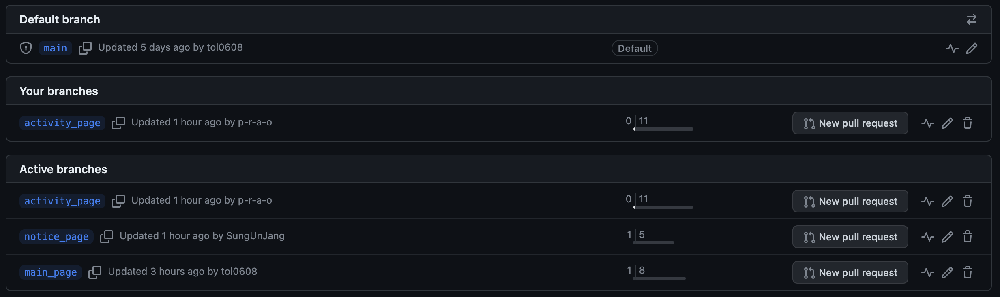 Default branch
main Updated 5 days ago by tol0608 Default
Your branches
activity_page Updated 1 hour ago by p-r-a-o 0 11 New pull request
Active branches
activity_page Updated 1 hour ago by p-r-a-o 0 11 New pull request
notice_page Updated 1 hour ago by SungUnJang 1 5 New pull request
main_page Updated 3 hours ago by tol0608 1 8 New pull request